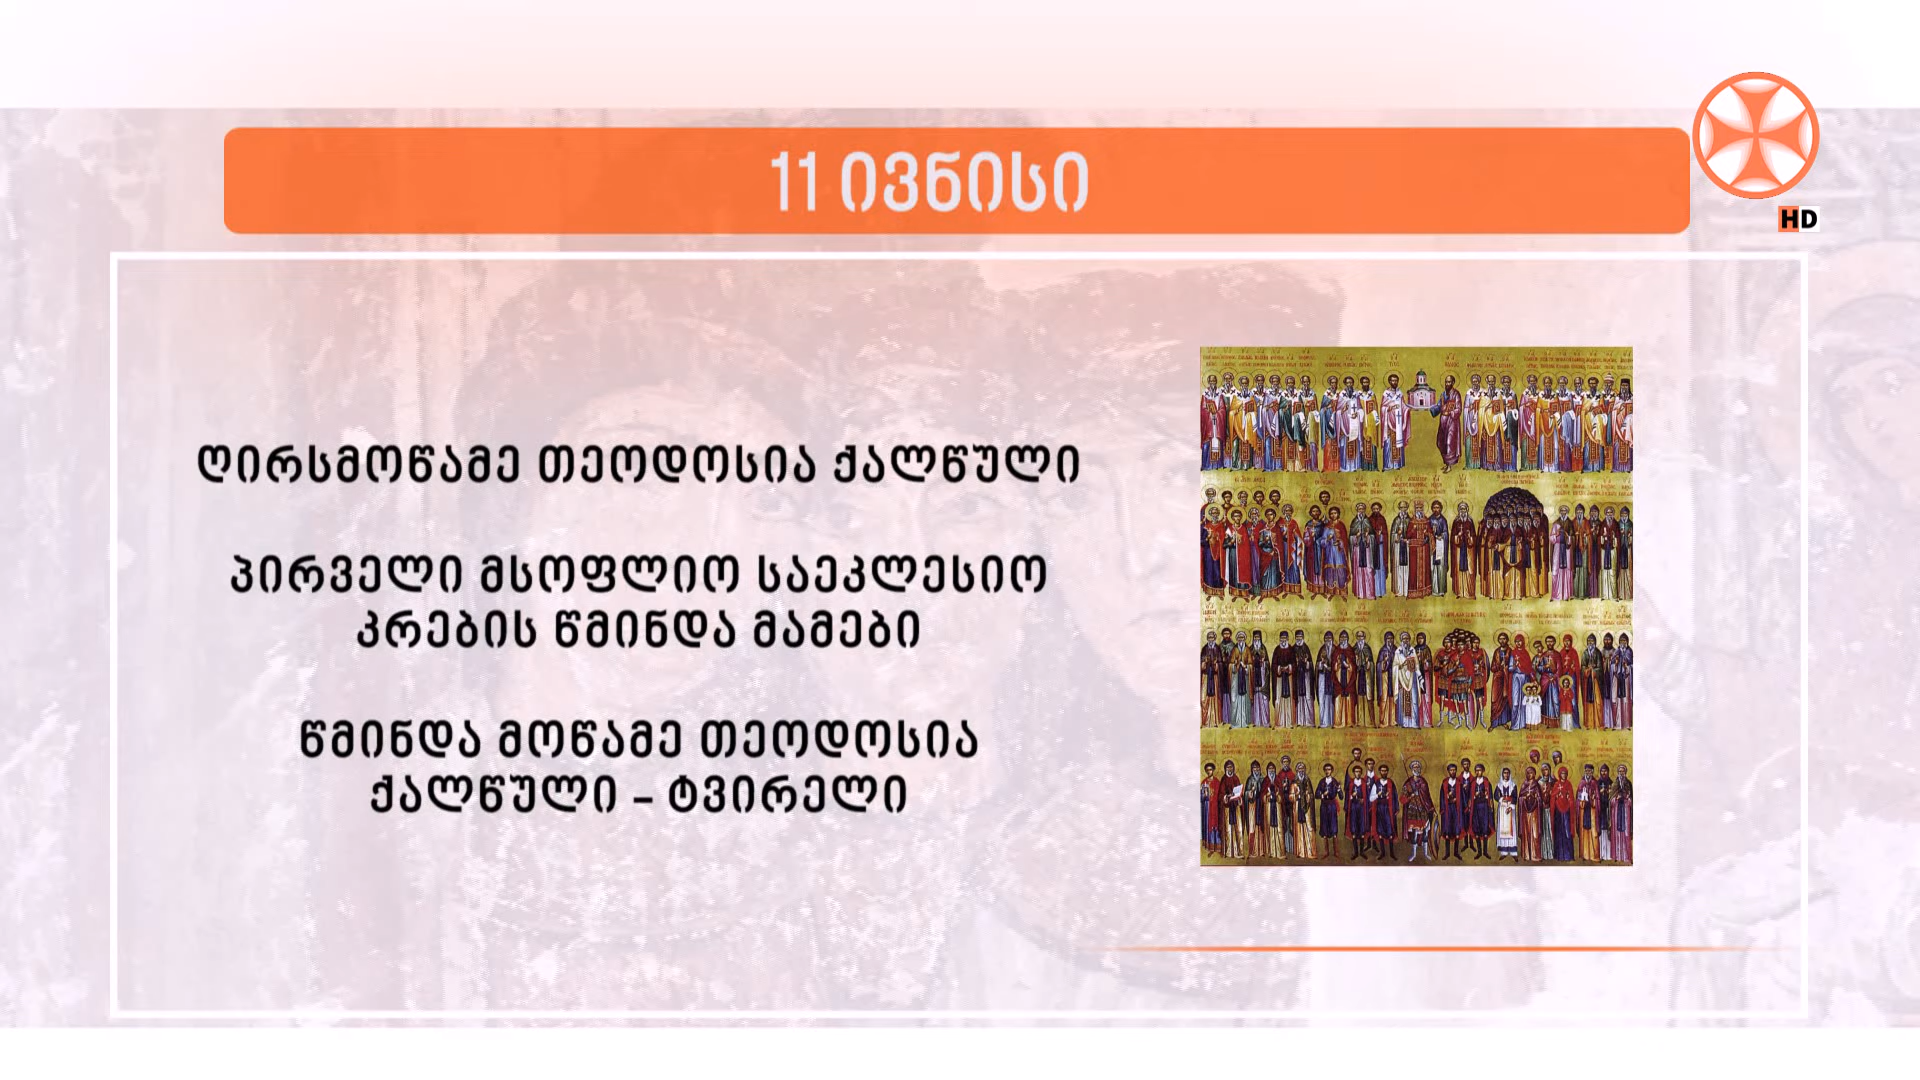 11 ივნისი
HD
ღირსმოწამე თეოდოსია ქალწული
პირველი მსოფლიო საეკლესიო
კრების წმინდა მამები
წმინდა მოწამე თეოდოსია
ქალწული – ტვირელი